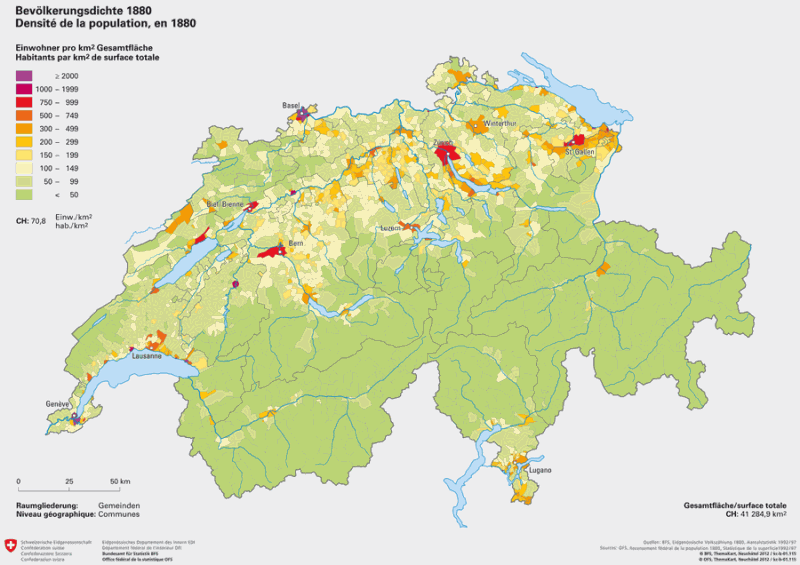 Bevölkerungsdichte 1880
Densité de la population, en 1880
Einwohner pro km² Gesamtfläche
Habitants par km² de surface totale
≥ 2000
1000 – 1999
750 – 999
500 – 749
300 – 499
200 – 299
150 – 199
100 – 149
50 – 99
< 50
CH: 70,8 Einw./km²
hab./km²
Basel
Winterthur
Zürich
St. Gallen
Biel-Bienne
Luzern
Bern
Lausanne
Genève
Lugano
0 25 50 km
Raumgliederung: Gemeinden
Niveau géographique: Communes
Gesamtfläche/surface totale
CH: 41 284,9 km²
Schweizerische Eidgenossenschaft
Confédération suisse
Confederazione Svizzera
Confederaziun svizra
Eidgenössisches Departement des Innern EDI
Département fédéral de l'intérieur DFI
Bundesamt für Statistik BFS
Office fédéral de la statistique OFS
Quellen: BFS, Eidgenössische Volkszählung 1880, Arealstatistik 1992/97
Sources: OFS, Recensement fédéral de la population 1880, Statistique de la superficie 1992/97
© BFS, ThemaKart, Neuchâtel 2012 /
© OFS, ThemaKart, Neuchâtel 2012 /